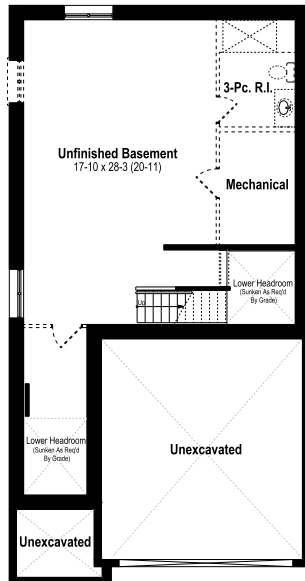 3-Pc. R.I.
Unfinished Basement
17-10 x 28-3 (20-11)
Mechanical
Lower Headroom
(Sunken As Req'd
By Grade)
Up
Lower Headroom
(Sunken As Req'd
By Grade)
Unexcavated
Unexcavated